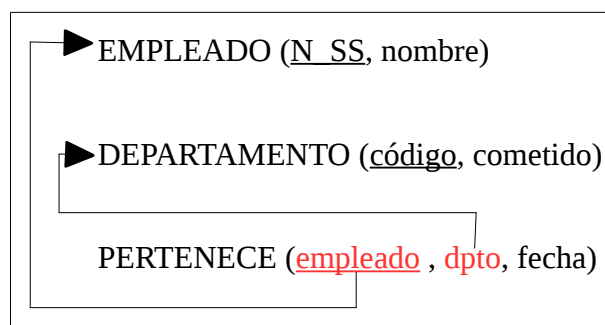 EMPLEADO (N_SS, nombre)
DEPARTAMENTO (código, cometido)
PERTENECE (empleado , dpto, fecha)